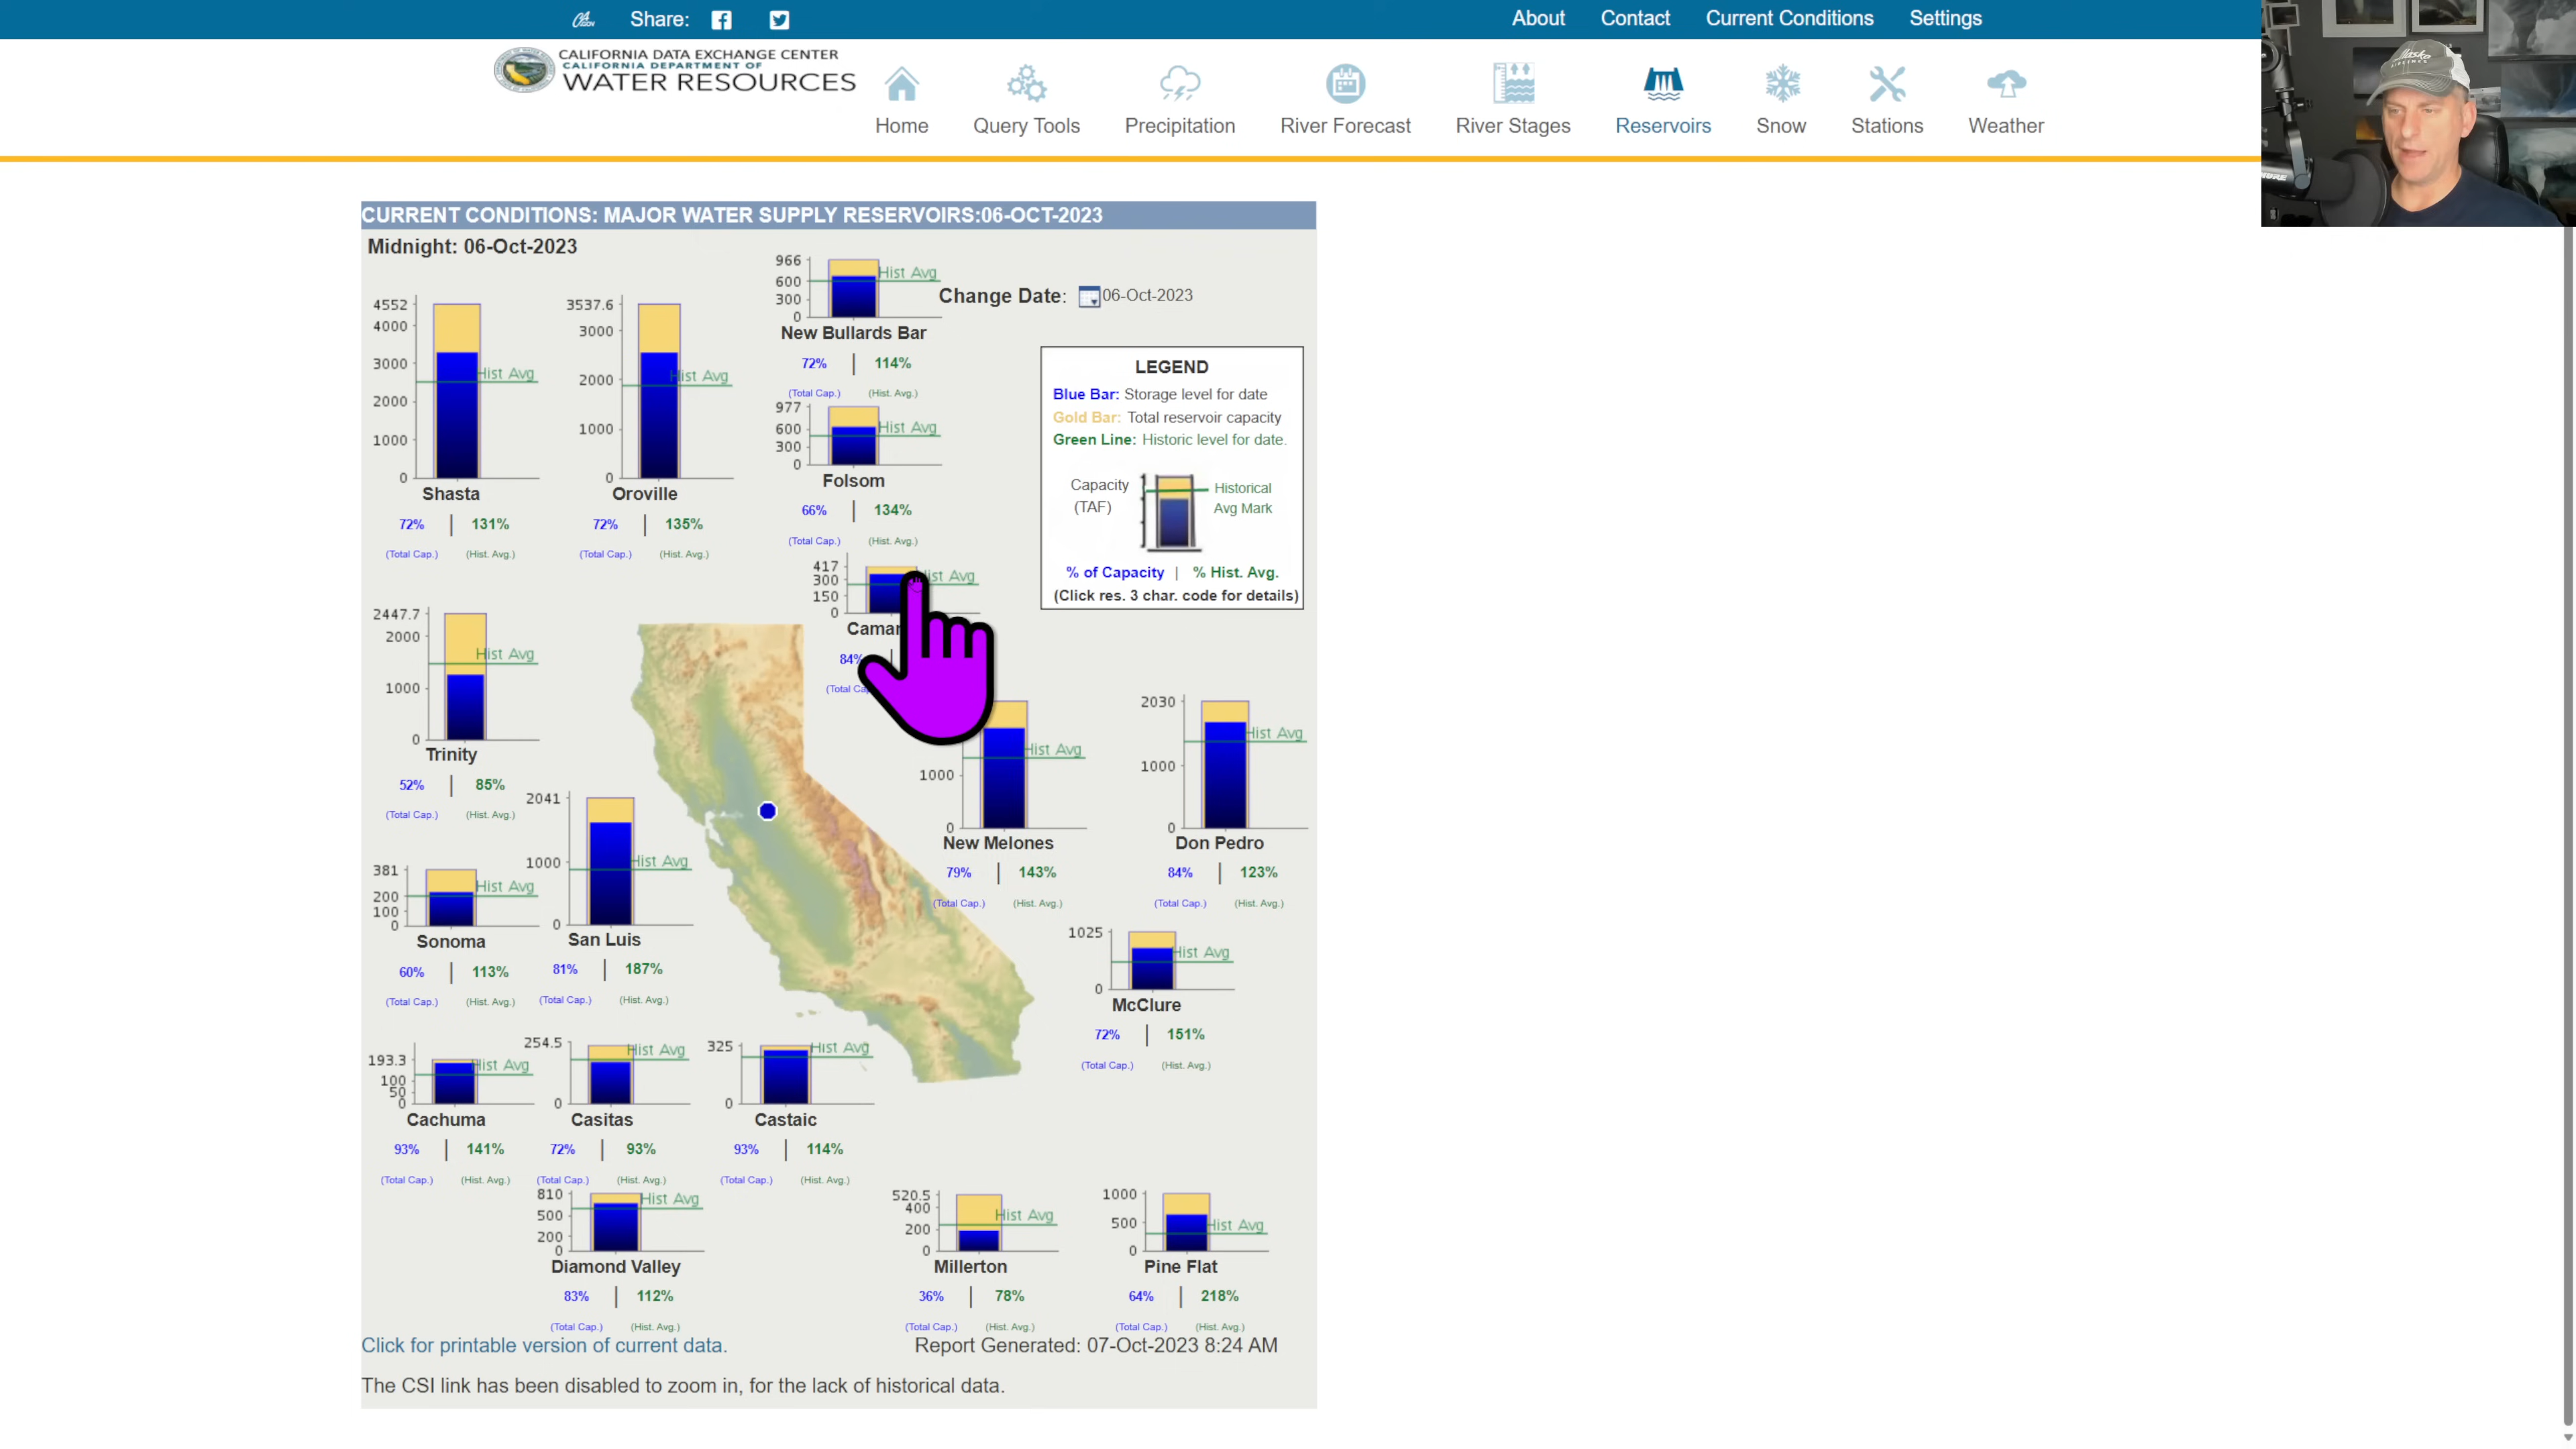 Share:
About
Contact
Current Conditions
Settings
CALIFORNIA DATA EXCHANGE CENTER
CALIFORNIA DEPARTMENT OF
WATER RESOURCES
Home
Query Tools
Precipitation
River Forecast
River Stages
Reservoirs
Snow
Stations
Weather
CURRENT CONDITIONS: MAJOR WATER SUPPLY RESERVOIRS:06-OCT-2023
Midnight: 06-Oct-2023
Change Date: 06-Oct-2023
966
600
300
0
Hist Avg
New Bullards Bar
72% | 114%
(Total Cap.) (Hist. Avg.)
4552
4000
3000
2000
1000
0
Hist Avg
Shasta
72% | 131%
(Total Cap.) (Hist. Avg.)
3537.6
3000
2000
1000
0
Hist Avg
Oroville
72% | 135%
(Total Cap.) (Hist. Avg.)
977
600
300
0
Hist Avg
Folsom
66% | 134%
(Total Cap.) (Hist. Avg.)
LEGEND
Blue Bar: Storage level for date
Gold Bar: Total reservoir capacity
Green Line: Historic level for date.
Capacity
(TAF)
Historical
Avg Mark
% of Capacity | % Hist. Avg.
(Click res. 3 char. code for details)
417
300
150
0
Avg
84%
(Total
2447.7
2000
1000
0
Hist Avg
Trinity
52% | 85%
(Total Cap.) (Hist. Avg.)
1000
0
Hist Avg
New Melones
79% | 143%
(Total Cap.) (Hist. Avg.)
2030
1000
0
Hist Avg
Don Pedro
84% | 123%
(Total Cap.) (Hist. Avg.)
381
200
100
0
Hist Avg
Sonoma
60% | 113%
(Total Cap.) (Hist. Avg.)
2041
1000
0
Hist Avg
San Luis
81% | 187%
(Total Cap.) (Hist. Avg.)
1025
0
Hist Avg
McClure
72% | 151%
(Total Cap.) (Hist. Avg.)
193.3
100
50
0
Hist Avg
Cachuma
93% | 141%
(Total Cap.) (Hist. Avg.)
254.5
0
Hist Avg
Casitas
72% | 93%
(Total Cap.) (Hist. Avg.)
325
0
Hist Avg
Castaic
93% | 114%
(Total Cap.) (Hist. Avg.)
810
500
200
0
Hist Avg
Diamond Valley
83% | 112%
(Total Cap.) (Hist. Avg.)
520.5
400
200
0
Hist Avg
Millerton
36% | 78%
(Total Cap.) (Hist. Avg.)
1000
500
0
Hist Avg
Pine Flat
64% | 218%
(Total Cap.) (Hist. Avg.)
Click for printable version of current data.
Report Generated: 07-Oct-2023 8:24 AM
The CSI link has been disabled to zoom in, for the lack of historical data.